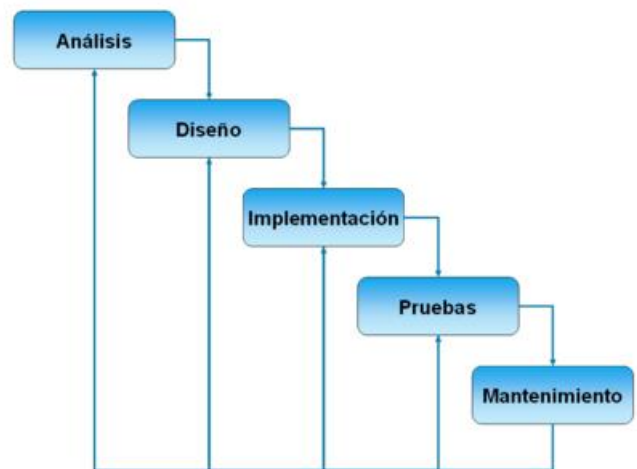 Análisis
Diseño
Implementación
Pruebas
Mantenimiento